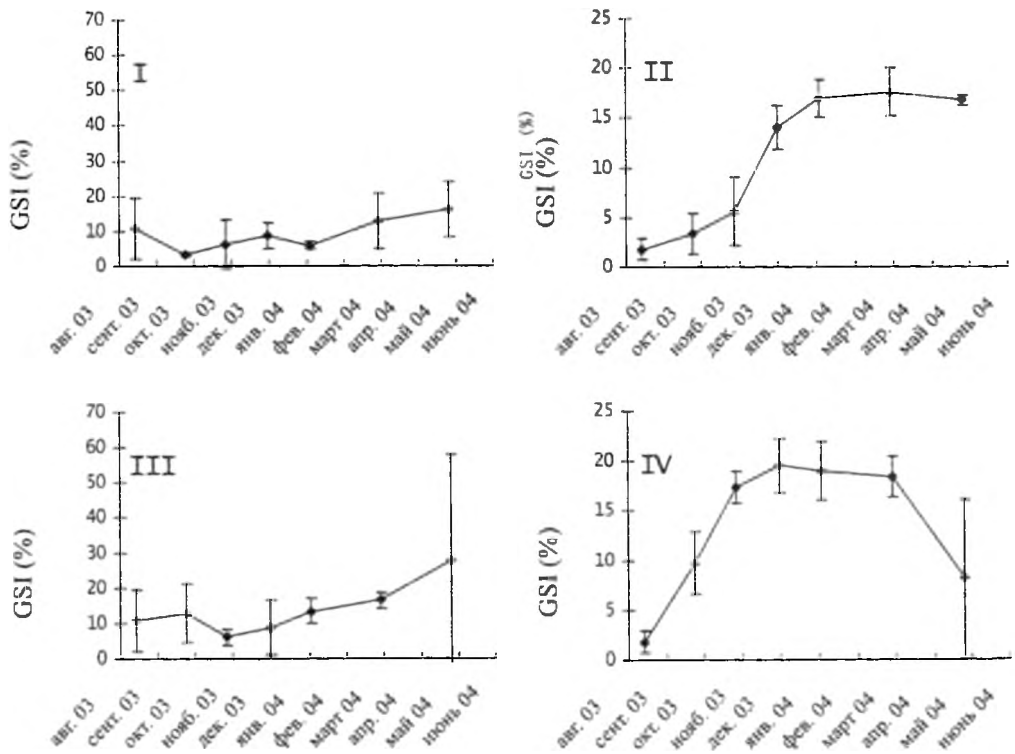 70
60
50
40
30
20
10
0
I
GSI (%)
авг. 03
сент. 03
окт. 03
нояб. 03
дек. 03
янв. 04
фев. 04
март 04
апр. 04
май 04
июнь 04
25
20
15
10
5
0
II
GSI (%)
GSI (%)
авг. 03
сент. 03
окт. 03
нояб. 03
дек. 03
янв. 04
фев. 04
март 04
апр. 04
май 04
июнь 04
70
60
50
40
30
20
10
0
III
GSI (%)
авг. 03
сент. 03
окт. 03
нояб. 03
дек. 03
янв. 04
фев. 04
март 04
апр. 04
май 04
июнь 04
25
20
15
10
5
0
IV
GSI (%)
авг. 03
сент. 03
окт. 03
нояб. 03
дек. 03
янв. 04
фев. 04
март 04
апр. 04
май 04
июнь 04